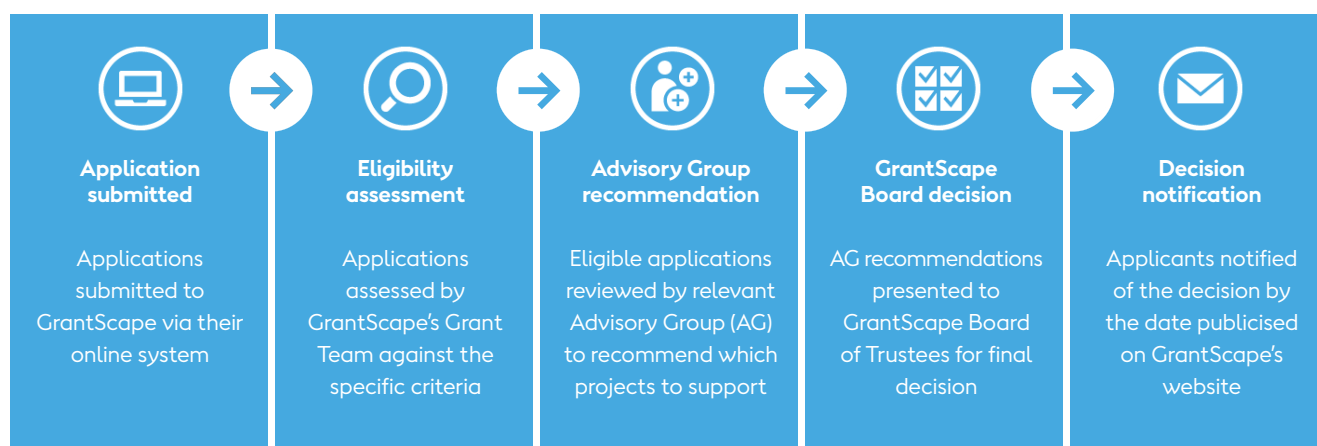 Application
submitted
Applications
submitted to
GrantScape via their
online system
Eligibility
assessment
Applications
assessed by
GrantScape's Grant
Team against the
specific criteria
Advisory Group
recommendation
Eligible applications
reviewed by relevant
Advisory Group (AG)
to recommend which
projects to support
GrantScape
Board decision
AG recommendations
presented to
GrantScape Board
of Trustees for final
decision
Decision
notification
Applicants notified
of the decision by
the date publicised
on GrantScape's
website